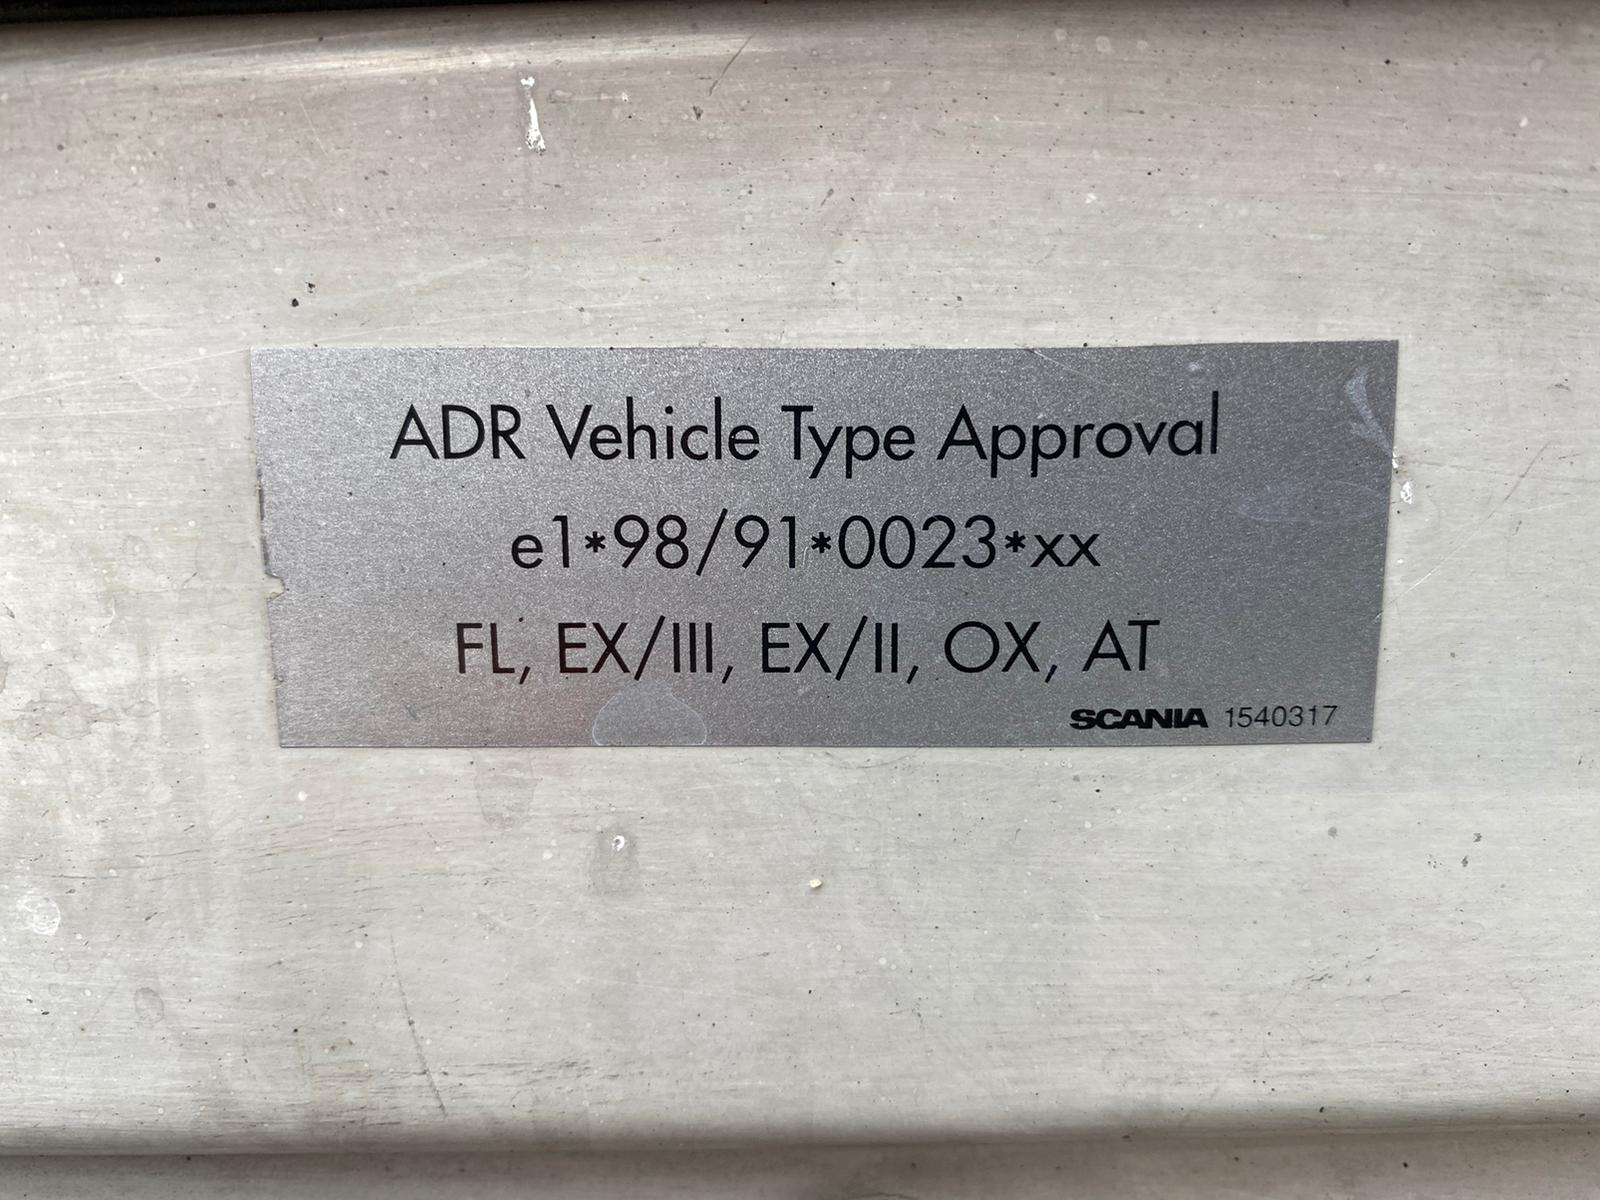 ADR Vehicle Type Approval
e1*98/91*0023*xx
FL, EX/III, EX/II, OX, AT
SCANIA 1540317